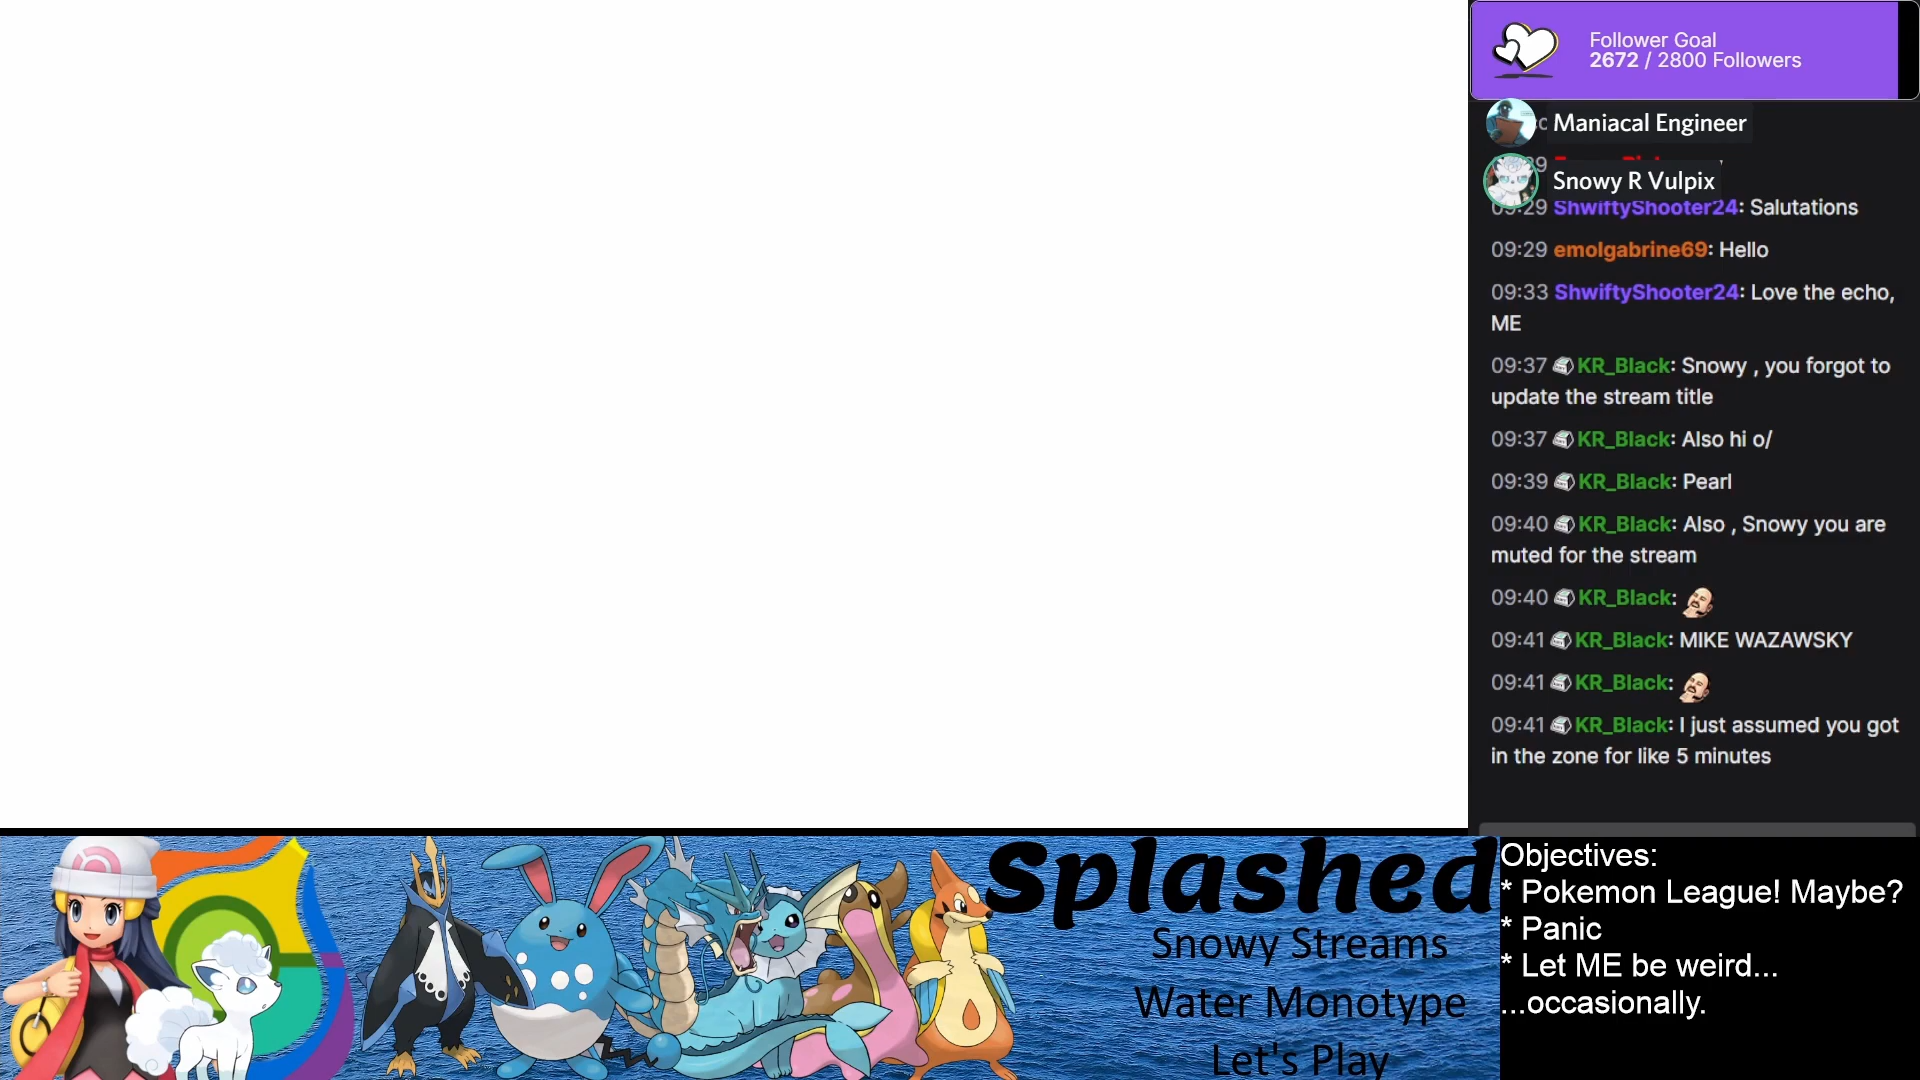 Follower Goal
2672 / 2800 Followers
Maniacal Engineer
Snowy R Vulpix
09:29 ShwiftyShooter24: Salutations
09:29 emolgabrine69: Hello
09:33 ShwiftyShooter24: Love the echo,
ME
09:37 KR_Black: Snowy , you forgot to
update the stream title
09:37 KR_Black: Also hi o/
09:39 KR_Black: Pearl
09:40 KR_Black: Also , Snowy you are
muted for the stream
09:40 KR_Black:
09:41 KR_Black: MIKE WAZAWSKY
09:41 KR_Black:
09:41 KR_Black: I just assumed you got
in the zone for like 5 minutes
Splashed
Snowy Streams
Water Monotype
Let's Play
Objectives:
* Pokemon League! Maybe?
* Panic
* Let ME be weird...
...occasionally.